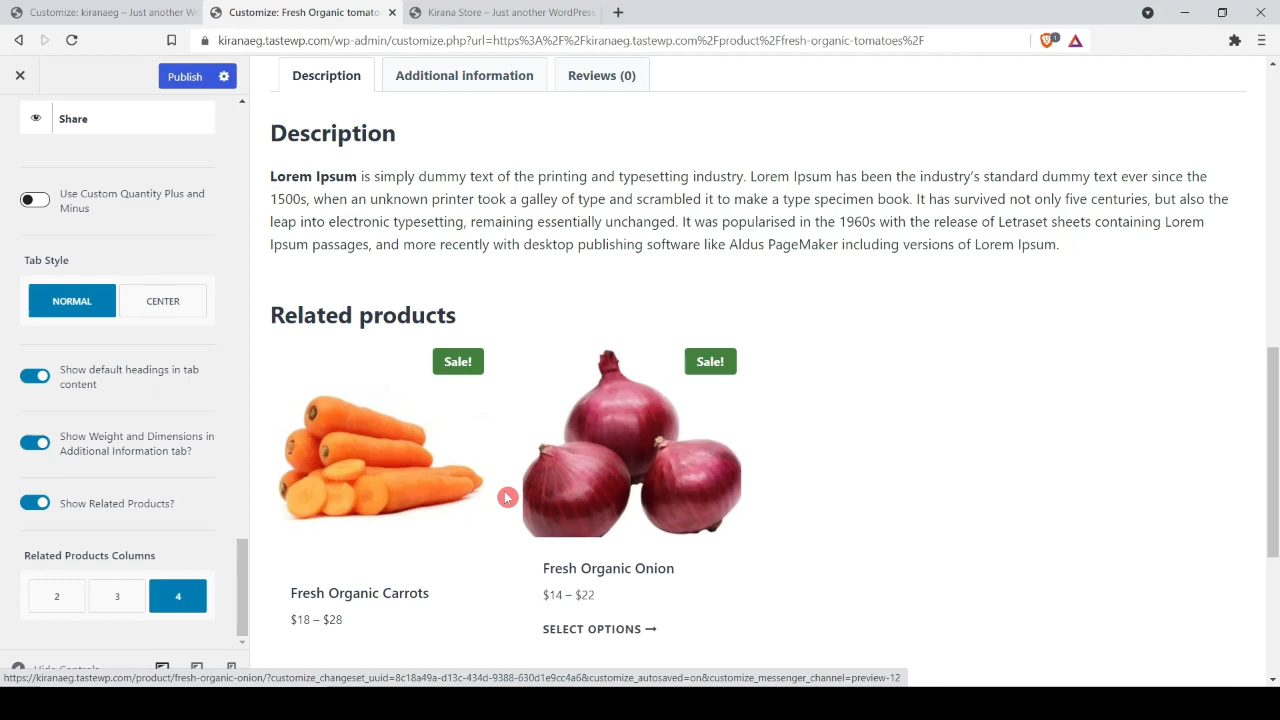 Customize: kiranaeg – Just another W
Customize: Fresh Organic tomato
Kirana Store – Just another WordPress
kiranaeg.tastewp.com/wp-admin/customize.php?url=https%3A%2F%2Fkiranaeg.tastewp.com%2Fproduct%2Ffresh-organic-tomatoes%2F
1
Publish
Share
Use Custom Quantity Plus and
Minus
Tab Style
NORMAL
CENTER
Show default headings in tab
content
Show Weight and Dimensions in
Additional Information tab?
Show Related Products?
Related Products Columns
2
3
4
Hide Controls
Description
Additional information
Reviews (0)
Description
Lorem Ipsum is simply dummy text of the printing and typesetting industry. Lorem Ipsum has been the industry’s standard dummy text ever since the
1500s, when an unknown printer took a galley of type and scrambled it to make a type specimen book. It has survived not only five centuries, but also the
leap into electronic typesetting, remaining essentially unchanged. It was popularised in the 1960s with the release of Letraset sheets containing Lorem
Ipsum passages, and more recently with desktop publishing software like Aldus PageMaker including versions of Lorem Ipsum.
Related products
Sale!
Sale!
Fresh Organic Carrots
$18 – $28
Fresh Organic Onion
$14 – $22
SELECT OPTIONS →
https://kiranaeg.tastewp.com/product/fresh-organic-onion/?customize_changeset_uuid=8c18a49a-d13c-434d-9388-630d1e9cc4a6&customize_autosaved=on&customize_messenger_channel=preview-12